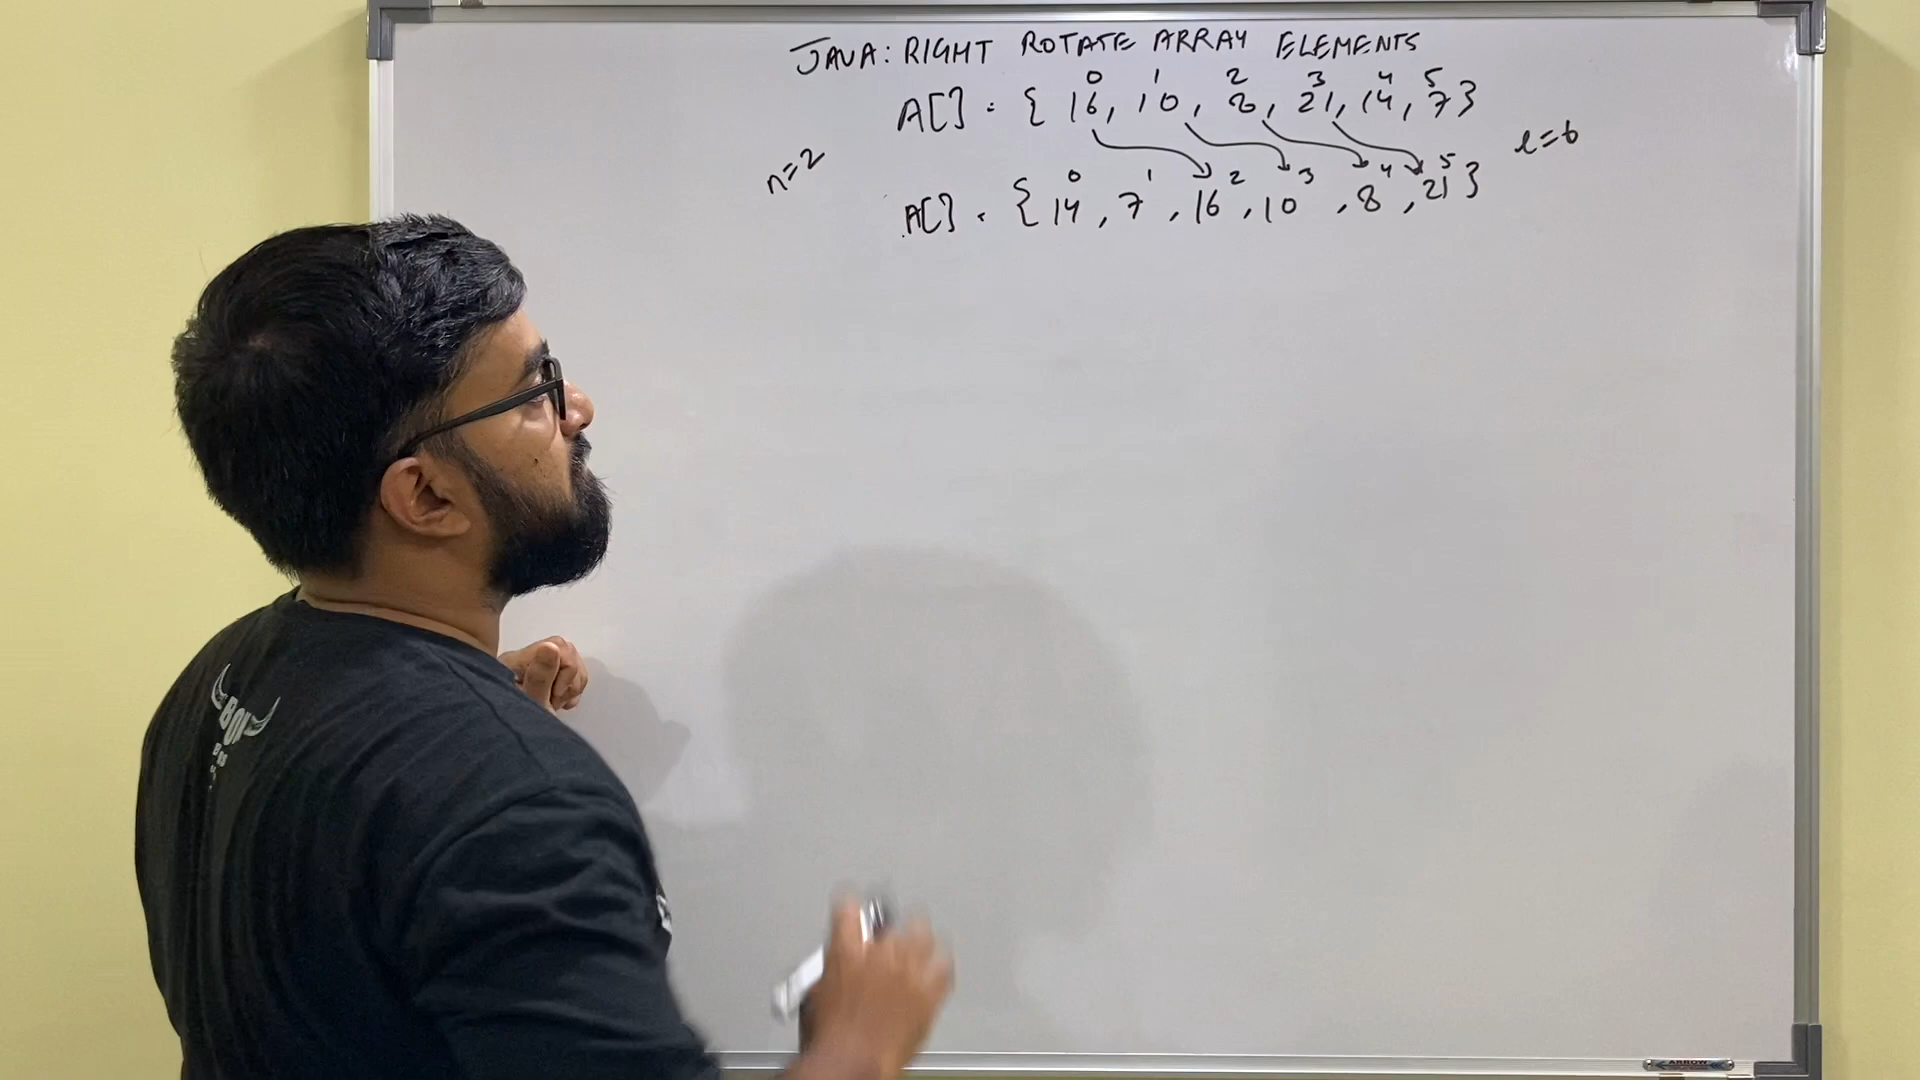 JAVA: RIGHT ROTATE ARRAY ELEMENTS
0 1 2 3 4 5
A[] = { 16, 10, 8, 21, 14, 7 }
l=6
n=2
0 1 2 3 4 5
A[] = { 14, 7, 16, 10, 8, 21 }
ARROW